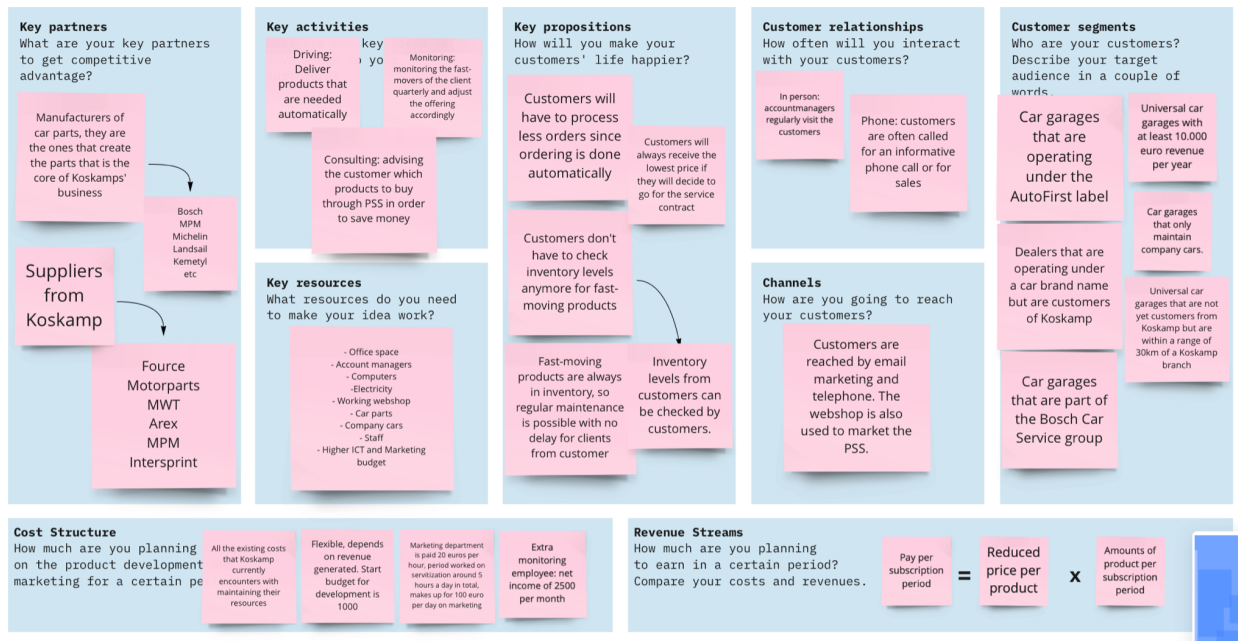 Key partners
What are your key partners
to get competitive
advantage?
Manufacturers of
car parts, they are
the ones that create
the parts that is the
core of Koskamps'
business
Bosch
MPM
Michelin
Landsail
Kemetyl
etc
Suppliers
from
Koskamp
Fource
Motorparts
MWT
Arex
MPM
Intersprint
Key activities
key
yo
Driving:
Deliver
products that
are needed
automatically
Monitoring:
monitoring the fast-
movers of the client
quarterly and adjust
the offering
accordingly
Consulting: advising
the customer which
products to buy
through PSS in order
to save money
Key resources
What resources do you need
to make your idea work?
- Office space
- Account managers
- Computers
-Electricity
- Working webshop
- Car parts
- Company cars
- Staff
- Higher ICT and Marketing
budget
Key propositions
How will you make your
customers' life happier?
Customers will
have to process
less orders since
ordering is done
automatically
Customers will
always receive the
lowest price if
they will decide to
go for the service
contract
Customers don't
have to check
inventory levels
anymore for fast-
moving products
Fast-moving
products are always
in inventory, so
regular maintenance
is possible with no
delay for clients
from customer
Inventory
levels from
customers can
be checked by
customers.
Customer relationships
How often will you interact
with your customers?
In person:
accountmanagers
regularly visit the
customers
Phone: customers
are often called
for an informative
phone call or for
sales
Channels
How are you going to reach
your customers?
Customers are
reached by email
marketing and
telephone. The
webshop is also
used to market the
PSS.
Customer segments
Who are your customers?
Describe your target
audience in a couple of
words.
Car garages
that are
operating
under the
AutoFirst label
Universal car
garages with
at least 10.000
euro revenue
per year
Car garages
that only
maintain
company cars.
Dealers that are
operating under
a car brand name
but are customers
of Koskamp
Universal car
garages that are not
yet customers from
Koskamp but are
within a range of
30km of a Koskamp
branch
Car garages
that are part of
the Bosch Car
Service group
Cost Structure
How much are you planning
on the product development
marketing for a certain pe
All the existing costs
that Koskamp
currently
encounters with
maintaining their
resources
Flexible, depends
on revenue
generated. Start
budget for
development is
1000
Marketing department
is paid 20 euros per
hour, period worked on
servitization around 5
hours a day in total,
makes up for 100 euro
per day on marketing
Extra
monitoring
employee: net
income of 2500
per month
Revenue Streams
How much are you planning
to earn in a certain period?
Compare your costs and revenues.
Pay per
subscription
period
=
Reduced
price per
product
x
Amounts of
product per
subscription
period